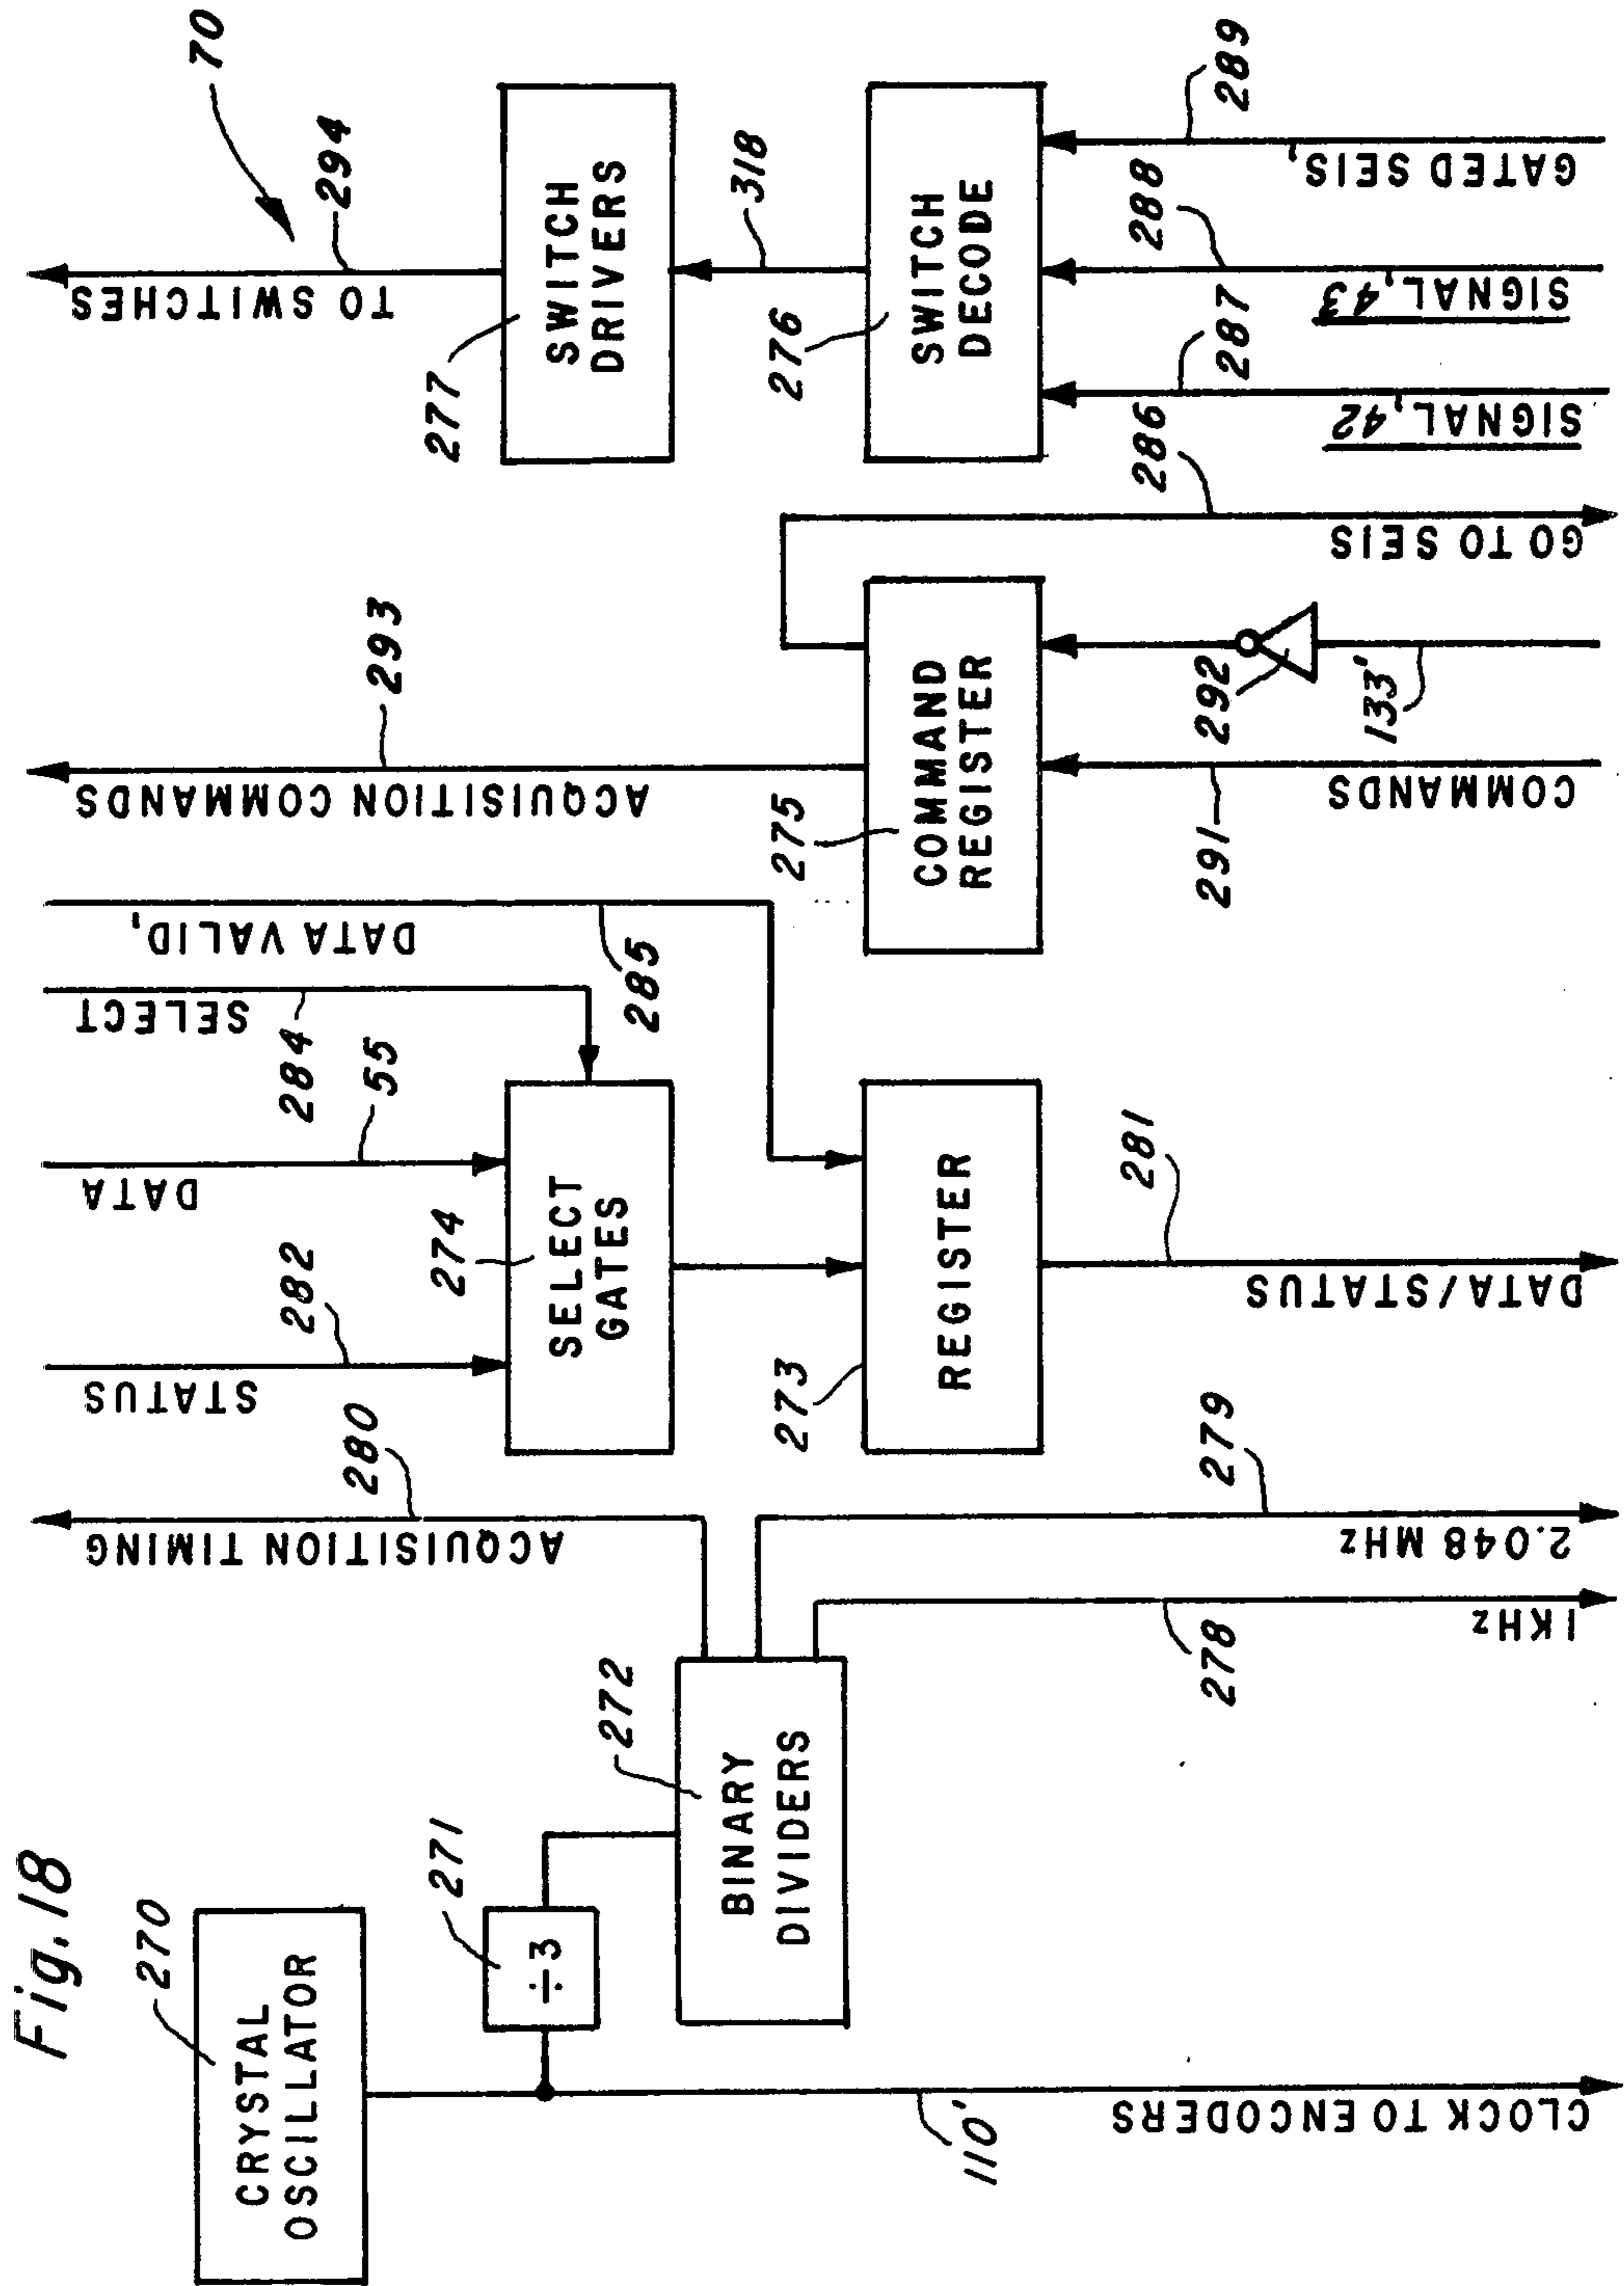 Fig. 18
CRYSTAL
OSCILLATOR
270
÷3
271
BINARY
DIVIDERS
272
CLOCK TO ENCODERS
110'
1KHz
278
2.048 MHz
279
ACQUISITION TIMING
280
STATUS
282
DATA
55
SELECT
284
DATA VALID,
285
SELECT
GATES
274
REGISTER
273
DATA/STATUS
281
ACQUISITION COMMANDS
293
COMMAND
REGISTER
275
COMMANDS
291
292
133'
GO TO SEIS
286
TO SWITCHES
294
70
SWITCH
DRIVERS
277
318
SWITCH
DECODE
276
SIGNAL, 42
287
SIGNAL, 43
288
GATED SEIS,
289